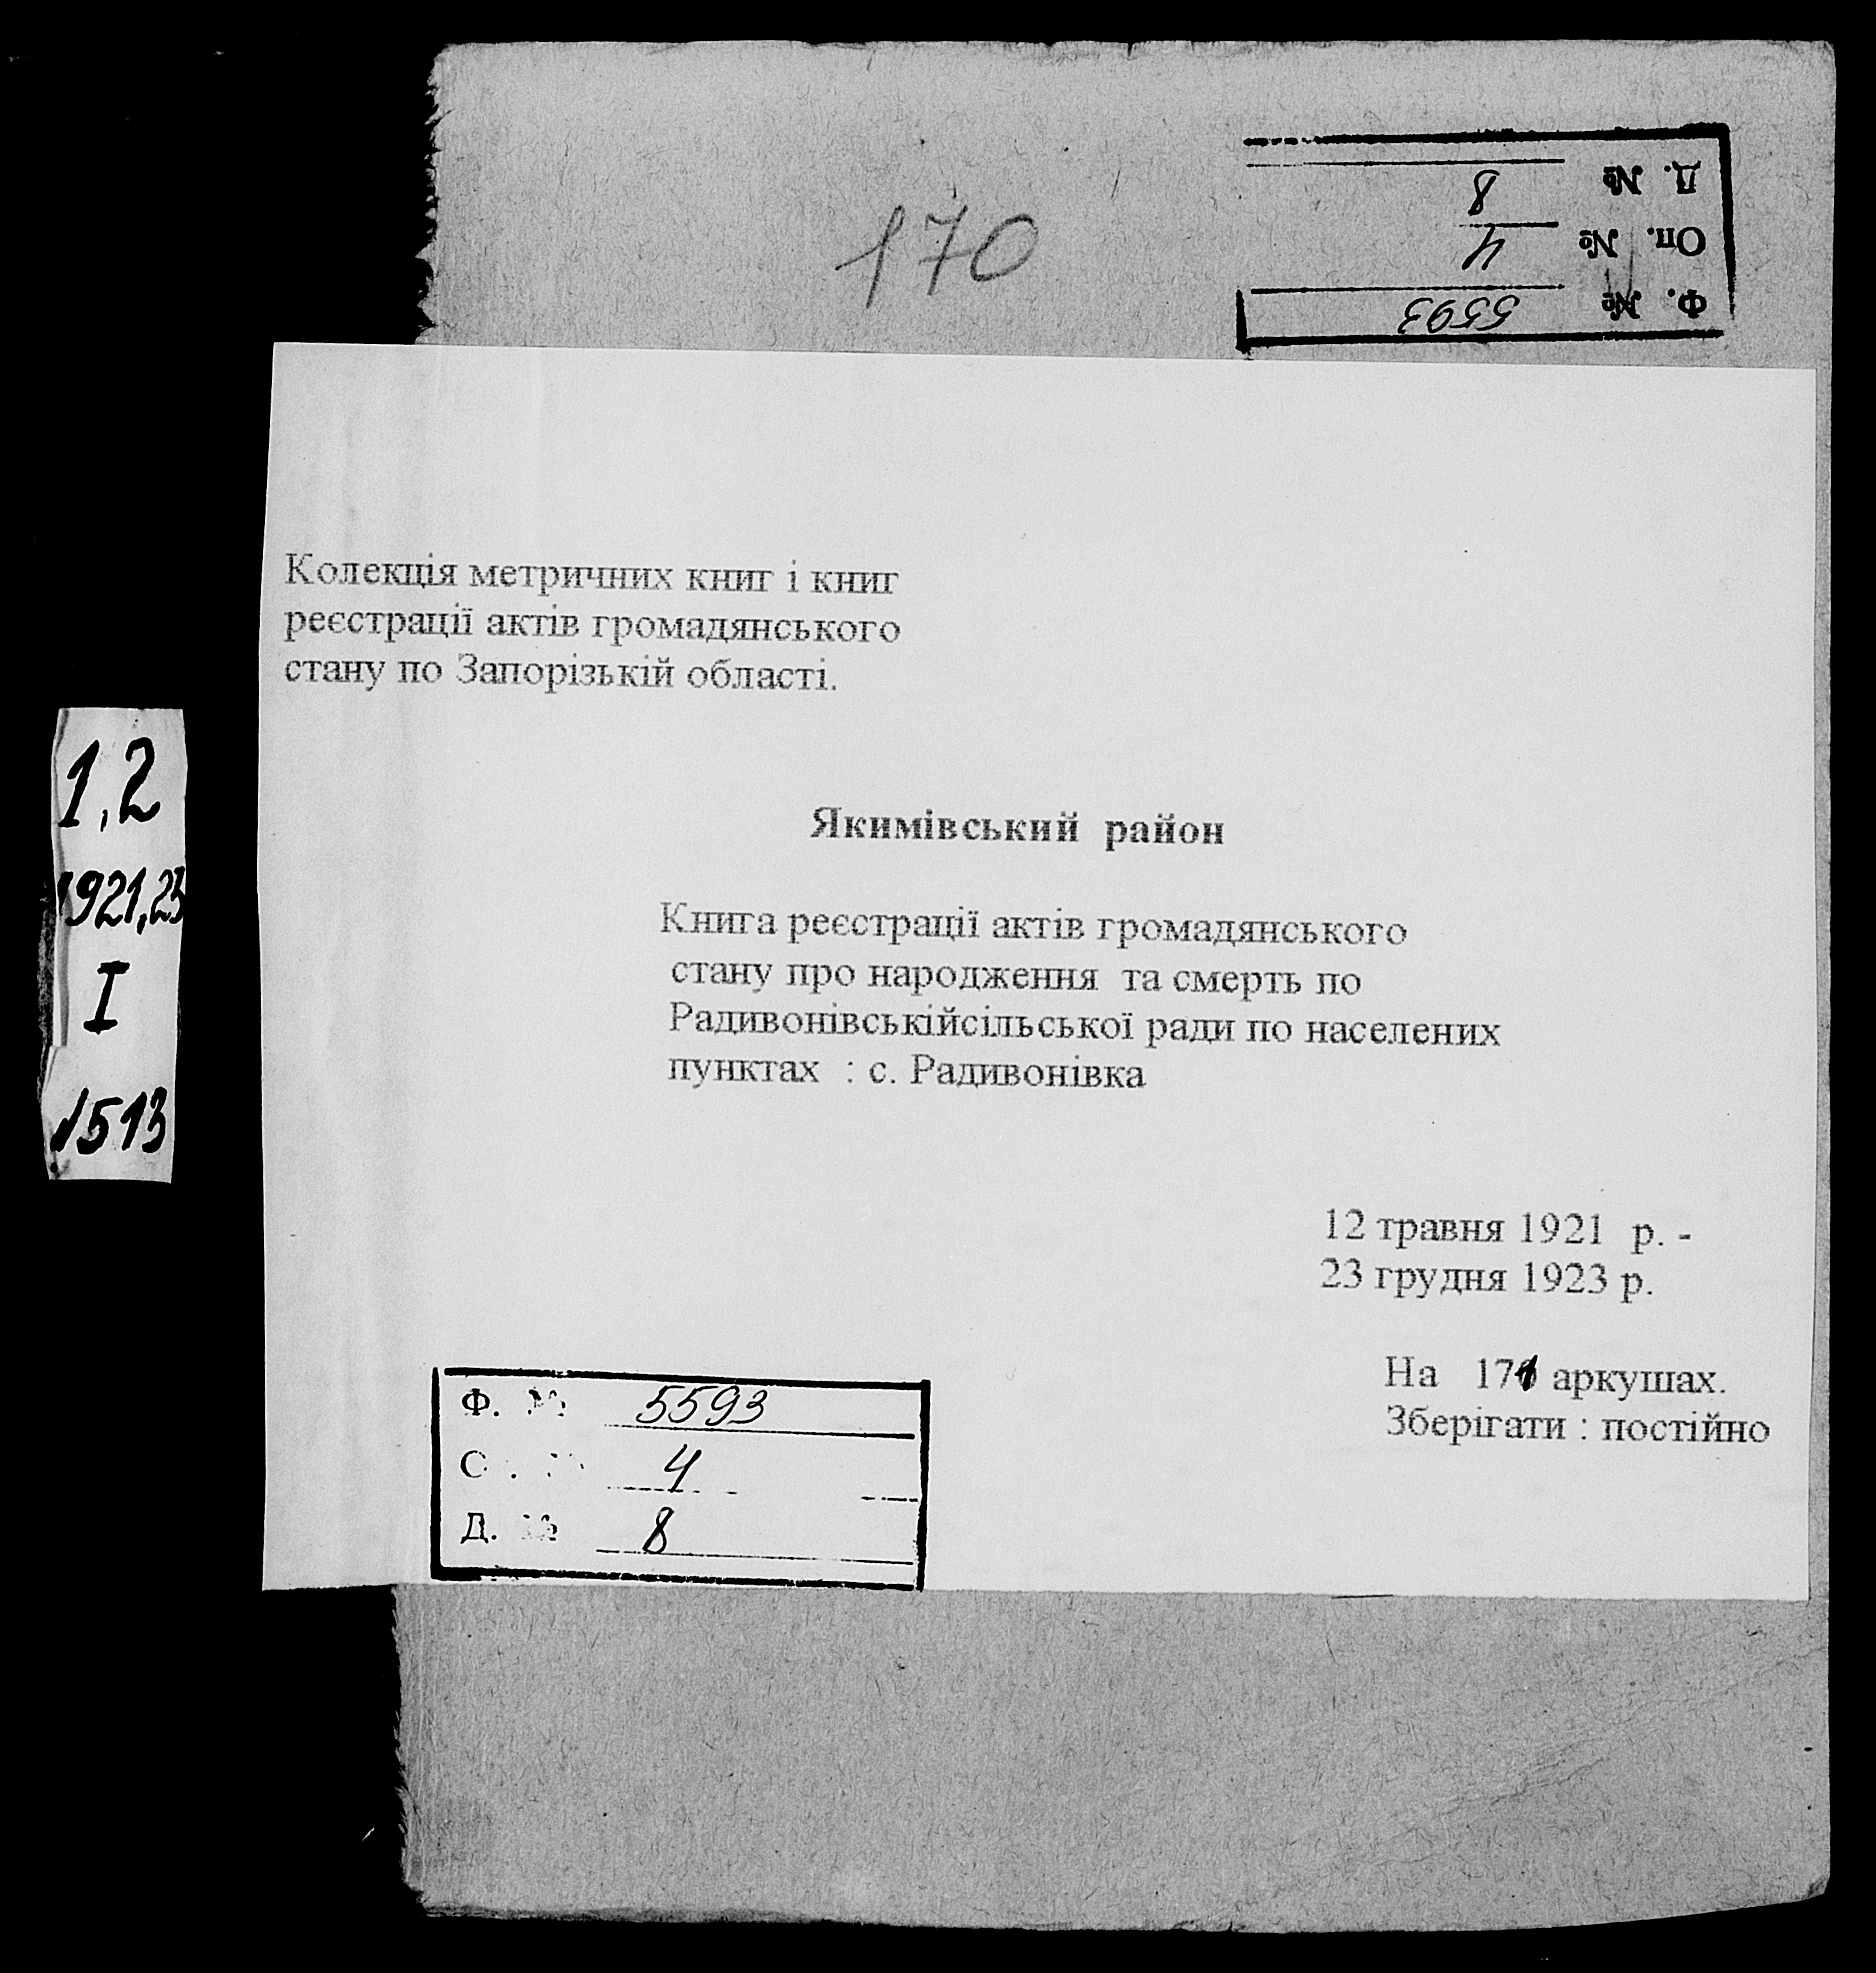 170
Д. № 8
Оп. № 4
Ф. № 5593
Колекція метричних книг і книг
реєстрації актів громадянського
стану по Запорізькій області.
Якимівський район
Книга реєстрації актів громадянського
стану про народження та смерть по
Радивонівськійсільської ради по населених
пунктах : с. Радивонівка
12 травня 1921 р. -
23 грудня 1923 р.
На 171 аркушах.
Зберігати : постійно
Ф. № 5593
4
Д. № 8
1,2
1921,23
I
1513